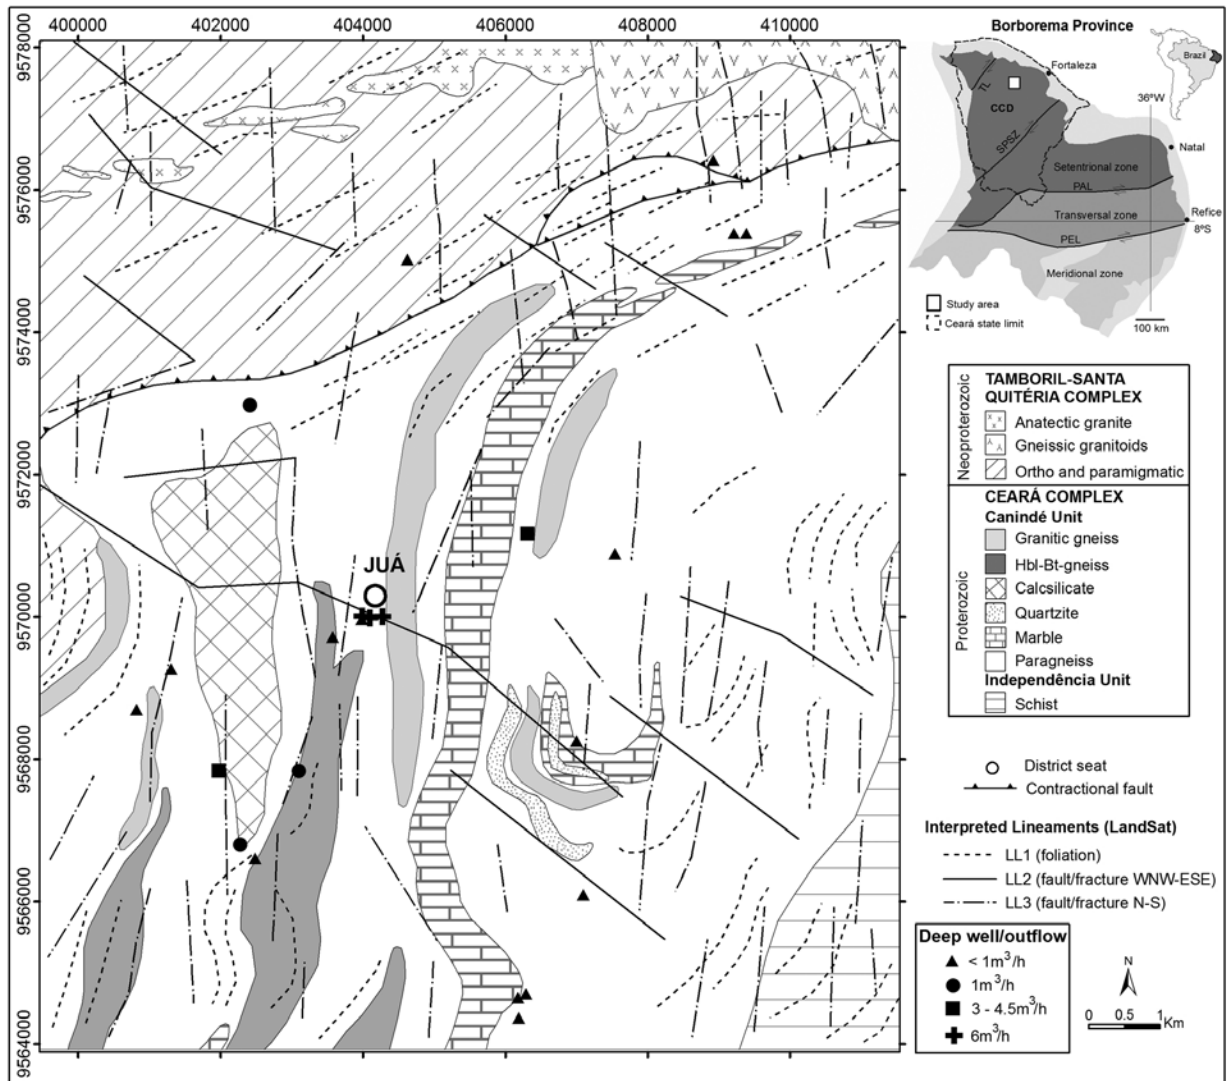 400000 402000 404000 406000 408000 410000
9578000
9576000
9574000
9572000
9570000
9568000
9566000
9564000
JUÁ
Borborema Province
Brazil
Fortaleza
36ºW
TL
CCD
SPSZ
Natal
Setentrional zone
PAL
Transversal zone
Refice
8ºS
PEL
Meridional zone
Study area
Ceará state limit
100 km
Neoproterozoic
TAMBORIL-SANTA
QUITÉRIA COMPLEX
Anatectic granite
Gneissic granitoids
Ortho and paramigmatic
Proterozoic
CEARÁ COMPLEX
Canindé Unit
Granitic gneiss
Hbl-Bt-gneiss
Calcsilicate
Quartzite
Marble
Paragneiss
Independência Unit
Schist
District seat
Contractional fault
Interpreted Lineaments (LandSat)
LL1 (foliation)
LL2 (fault/fracture WNW-ESE)
LL3 (fault/fracture N-S)
Deep well/outflow
< 1m³/h
1m³/h
3 - 4.5m³/h
6m³/h
N
0 0.5 1 Km